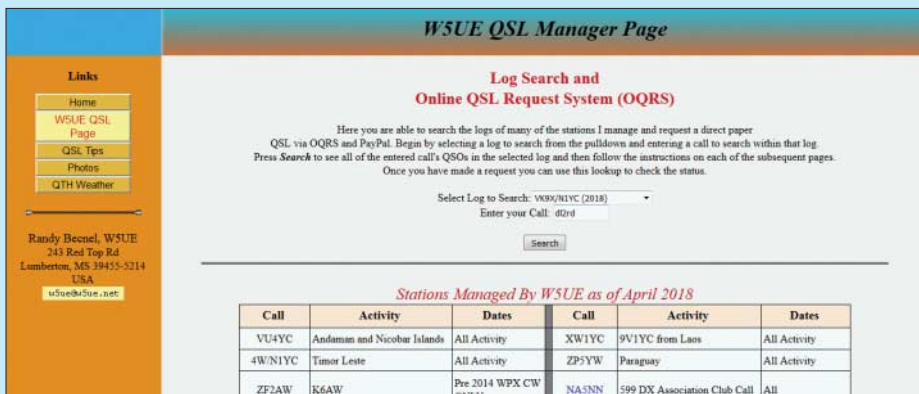 W5UE QSL Manager Page
Links
Home
W5UE QSL
Page
QSL Tips
Photos
QTH Weather
Randy Becnel, W5UE
243 Red Top Rd
Lumberton, MS 39455-5214
USA
w5ue@w5ue.net
Log Search and
Online QSL Request System (OQRS)
Here you are able to search the logs of many of the stations I manage and request a direct paper
QSL via OQRS and PayPal. Begin by selecting a log to search from the pulldown and entering a call to search within that log.
Press Search to see all of the entered call's QSOs in the selected log and then follow the instructions on each of the subsequent pages.
Once you have made a request you can use this lookup to check the status.
Select Log to Search: VK9X/N1YC (2018)
Enter your Call: dl2rd
Search
Stations Managed By W5UE as of April 2018
Call Activity Dates Call Activity Dates
VU4YC Andaman and Nicobar Islands All Activity XW1YC 9V1YC from Laos All Activity
4W/N1YC Timor Leste All Activity ZP5YW Paraguay All Activity
ZF2AW K6AW Pre 2014 WPX CW NA5NN 599 DX Association Club Call All